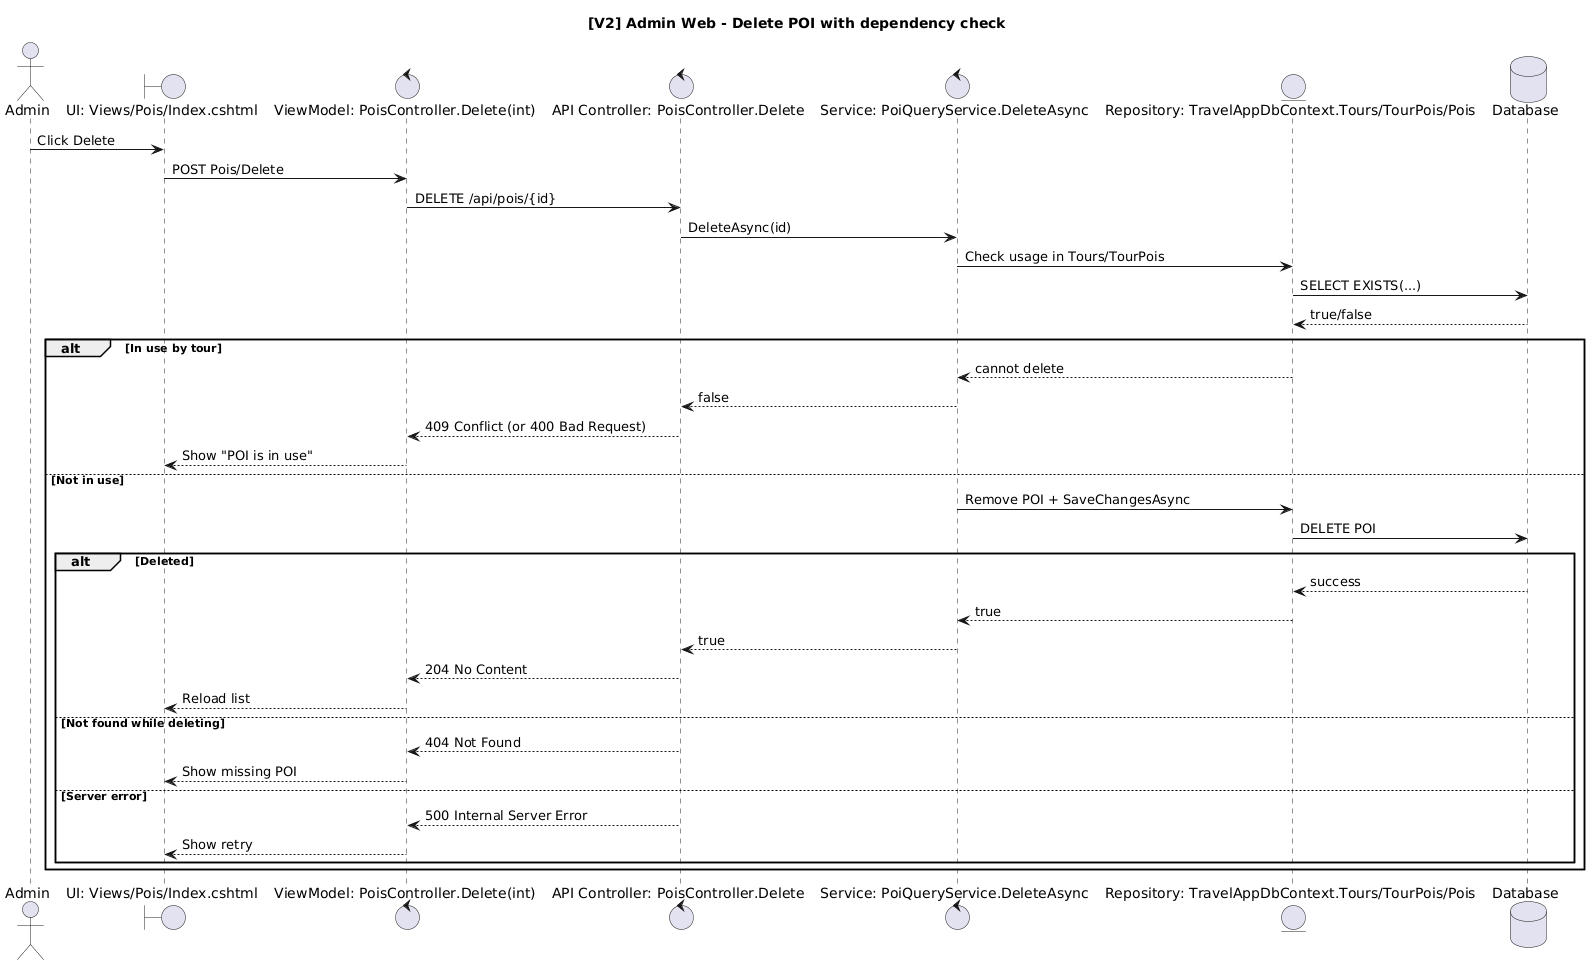 [V2] Admin Web - Delete POI with dependency check
Admin
UI: Views/Pois/Index.cshtml
ViewModel: PoisController.Delete(int)
API Controller: PoisController.Delete
Service: PoiQueryService.DeleteAsync
Repository: TravelAppDbContext.Tours/TourPois/Pois
Database
Click Delete
POST Pois/Delete
DELETE /api/pois/{id}
DeleteAsync(id)
Check usage in Tours/TourPois
SELECT EXISTS(...)
true/false
alt [In use by tour]
cannot delete
false
409 Conflict (or 400 Bad Request)
Show "POI is in use"
[Not in use]
Remove POI + SaveChangesAsync
DELETE POI
alt [Deleted]
success
true
true
204 No Content
Reload list
[Not found while deleting]
404 Not Found
Show missing POI
[Server error]
500 Internal Server Error
Show retry
Admin
UI: Views/Pois/Index.cshtml
ViewModel: PoisController.Delete(int)
API Controller: PoisController.Delete
Service: PoiQueryService.DeleteAsync
Repository: TravelAppDbContext.Tours/TourPois/Pois
Database